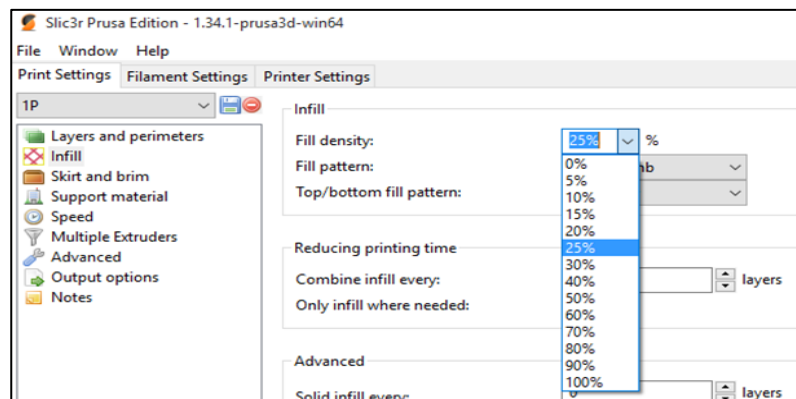 Slic3r Prusa Edition - 1.34.1-prusa3d-win64
File Window Help
Print Settings Filament Settings Printer Settings
1P
Layers and perimeters
Infill
Skirt and brim
Support material
Speed
Multiple Extruders
Advanced
Output options
Notes
Infill
Fill density: 25% %
Fill pattern:
Top/bottom fill pattern:
0%
5%
10%
15%
20%
25%
30%
40%
50%
60%
70%
80%
90%
100%
Reducing printing time
Combine infill every: layers
Only infill where needed:
Advanced
Solid infill every: layers